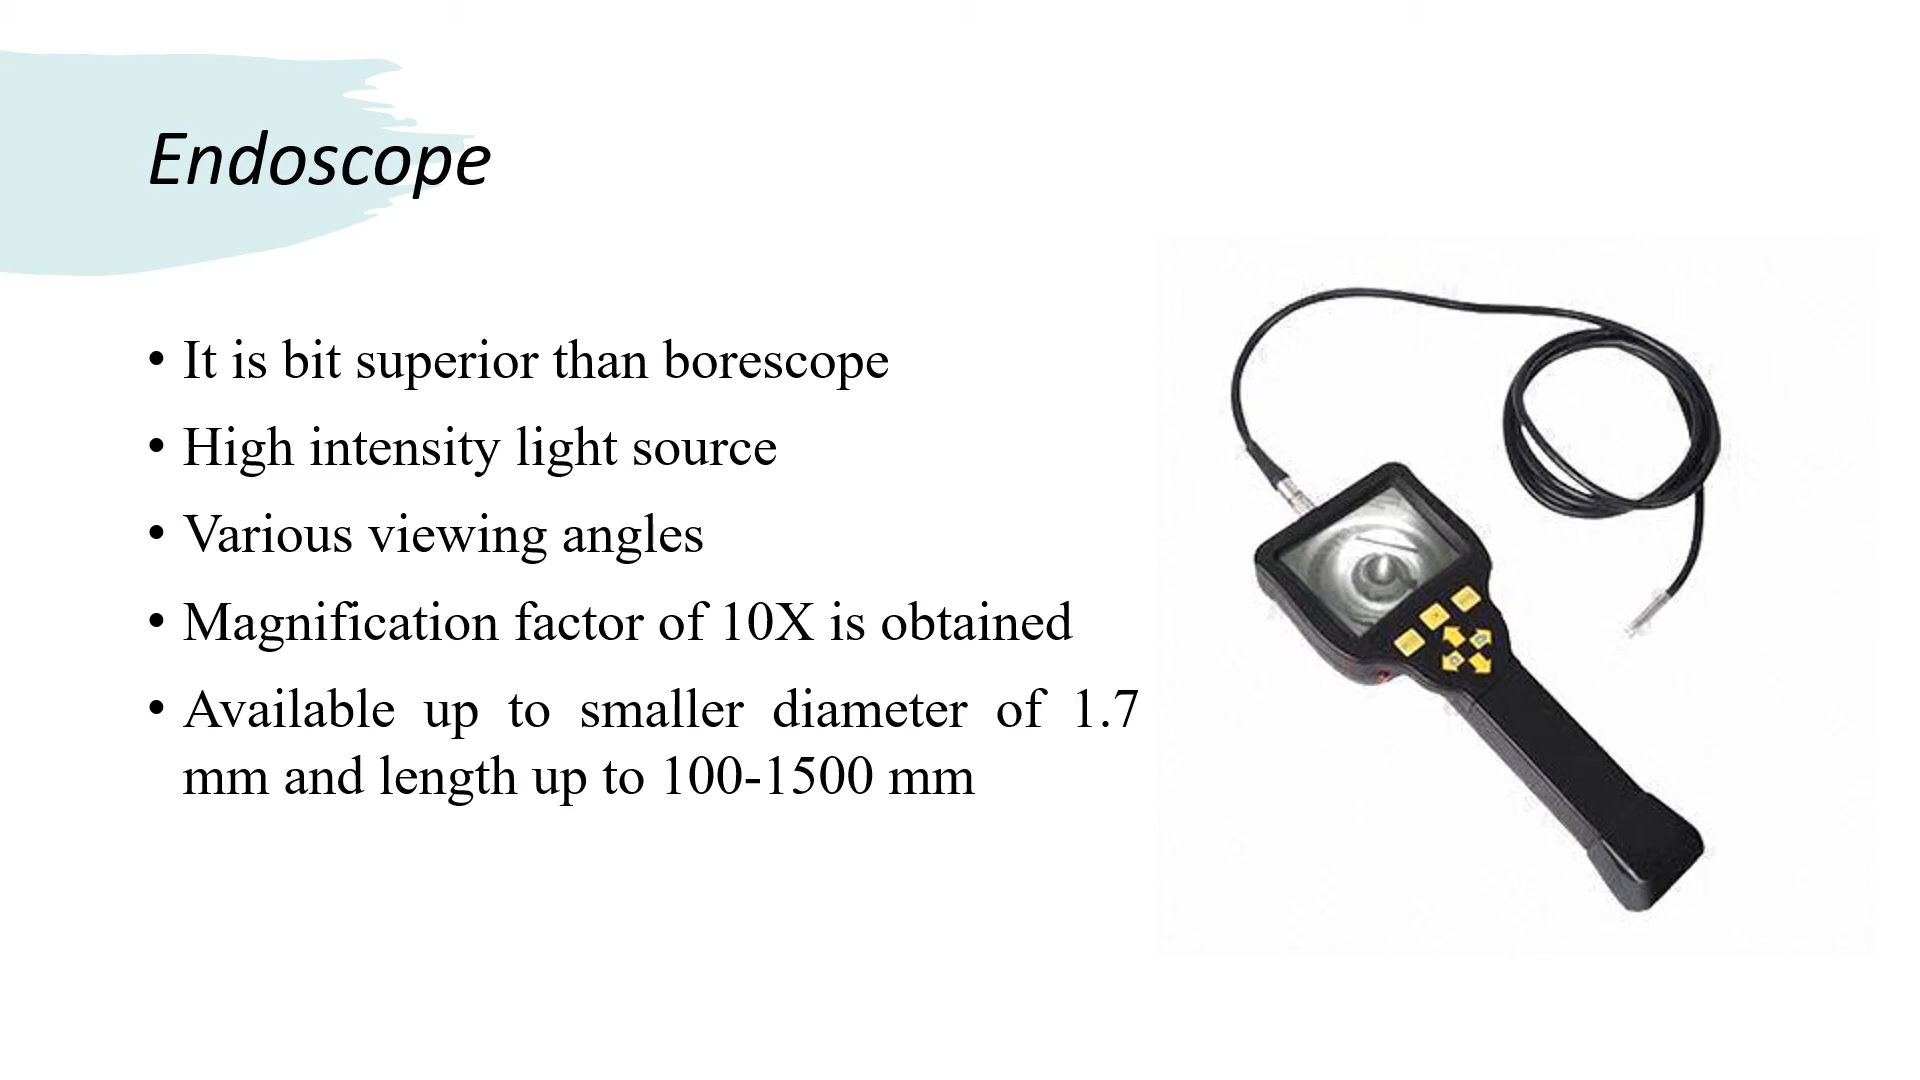 Endoscope
• It is bit superior than borescope
• High intensity light source
• Various viewing angles
• Magnification factor of 10X is obtained
• Available up to smaller diameter of 1.7
mm and length up to 100-1500 mm